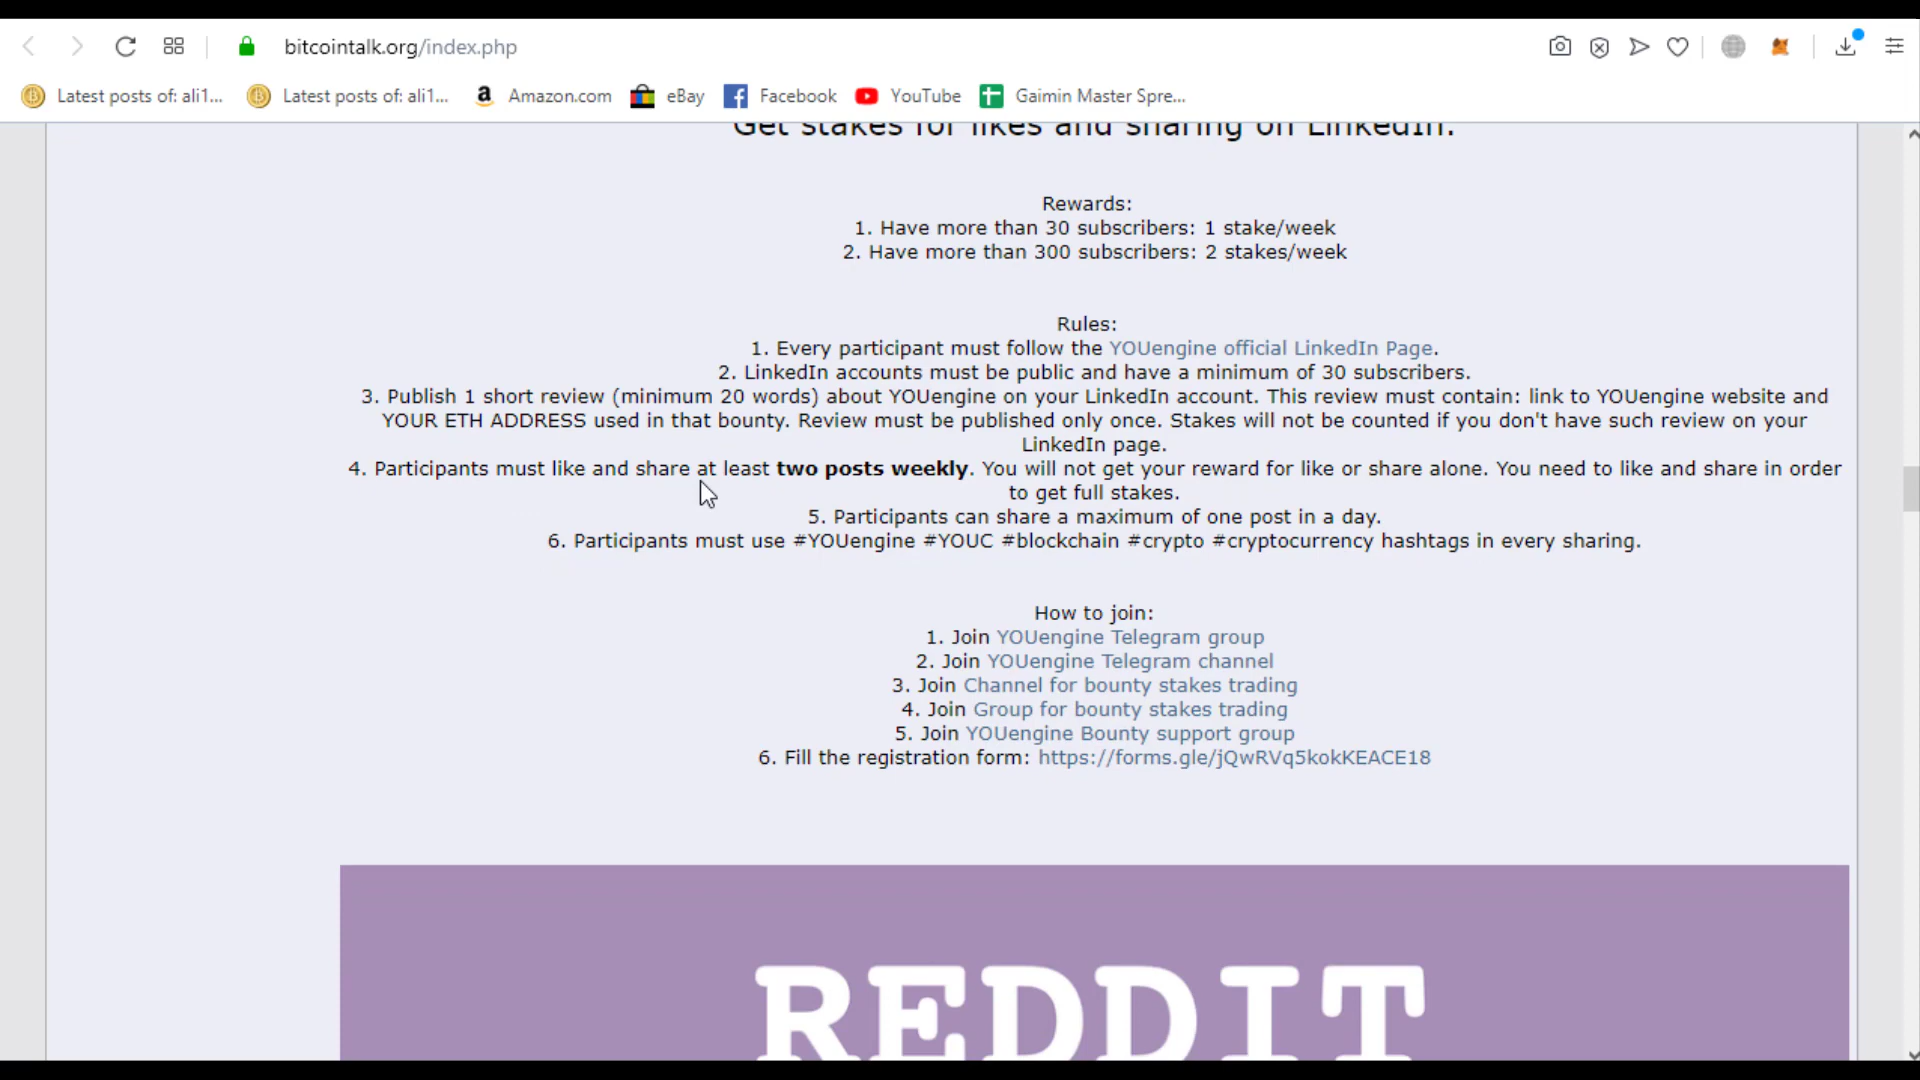 bitcointalk.org/index.php
Latest posts of: ali1... Latest posts of: ali1... Amazon.com eBay Facebook YouTube Gaimin Master Spre...
Get stakes for likes and sharing on LinkedIn.
Rewards:
1. Have more than 30 subscribers: 1 stake/week
2. Have more than 300 subscribers: 2 stakes/week
Rules:
1. Every participant must follow the YOUengine official LinkedIn Page.
2. LinkedIn accounts must be public and have a minimum of 30 subscribers.
3. Publish 1 short review (minimum 20 words) about YOUengine on your LinkedIn account. This review must contain: link to YOUengine website and
YOUR ETH ADDRESS used in that bounty. Review must be published only once. Stakes will not be counted if you don't have such review on your
LinkedIn page.
4. Participants must like and share at least two posts weekly. You will not get your reward for like or share alone. You need to like and share in order
to get full stakes.
5. Participants can share a maximum of one post in a day.
6. Participants must use #YOUengine #YOUC #blockchain #crypto #cryptocurrency hashtags in every sharing.
How to join:
1. Join YOUengine Telegram group
2. Join YOUengine Telegram channel
3. Join Channel for bounty stakes trading
4. Join Group for bounty stakes trading
5. Join YOUengine Bounty support group
6. Fill the registration form: https://forms.gle/jQwRVq5kokKEACE18
REDDIT